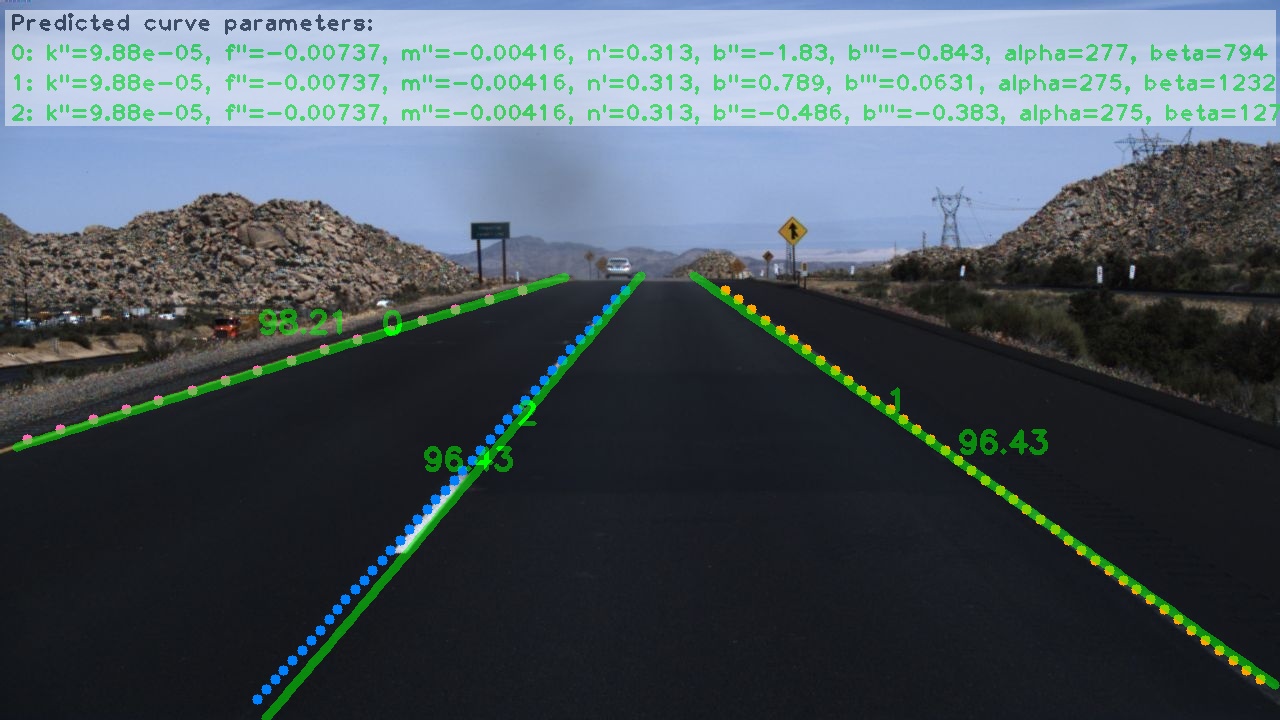 Predicted curve parameters:
0: k''=9.88e-05, f''=-0.00737, m''=-0.00416, n'=0.313, b''=-1.83, b'''=-0.843, alpha=277, beta=794
1: k''=9.88e-05, f''=-0.00737, m''=-0.00416, n'=0.313, b''=0.789, b'''=0.0631, alpha=275, beta=1232
2: k''=9.88e-05, f''=-0.00737, m''=-0.00416, n'=0.313, b''=-0.486, b'''=-0.383, alpha=275, beta=127
98.21 0
2
1
96.43
96.43